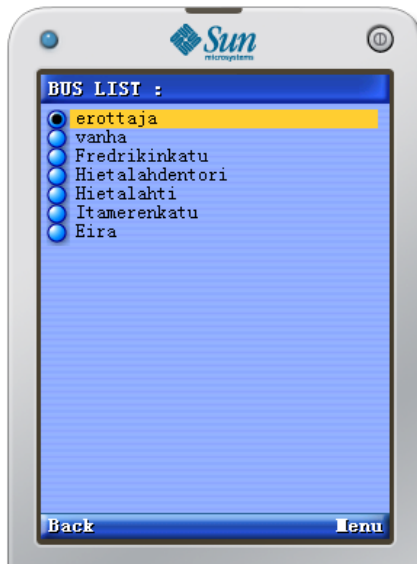 Sun
microsystems
BUS LIST :
erottaja
vanha
Fredrikinkatu
Hietalahdentori
Hietalahti
Itamerenkatu
Eira
Back Menu